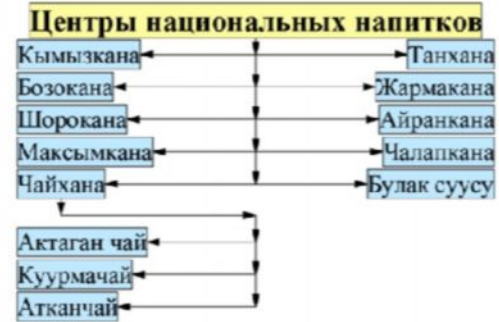 Центры национальных напитков
Кымызкана Танхана
Бозокана Жармакана
Шорокана Айранкана
Максымкана Чалапкана
Чайхана Булак суусу
Актаган чай
Куурмачай
Атканчай